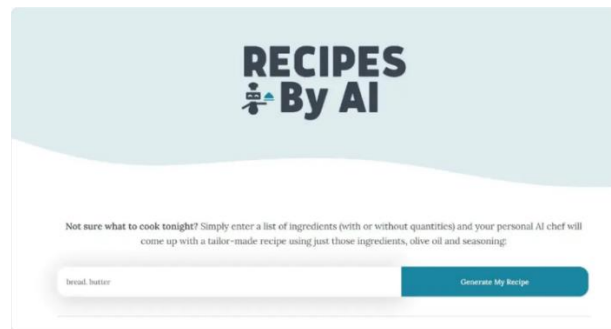 RECIPES
By AI
Not sure what to cook tonight? Simply enter a list of ingredients (with or without quantities) and your personal AI chef will
come up with a tailor-made recipe using just those ingredients, olive oil and seasoning:
bread, butter
Generate My Recipe